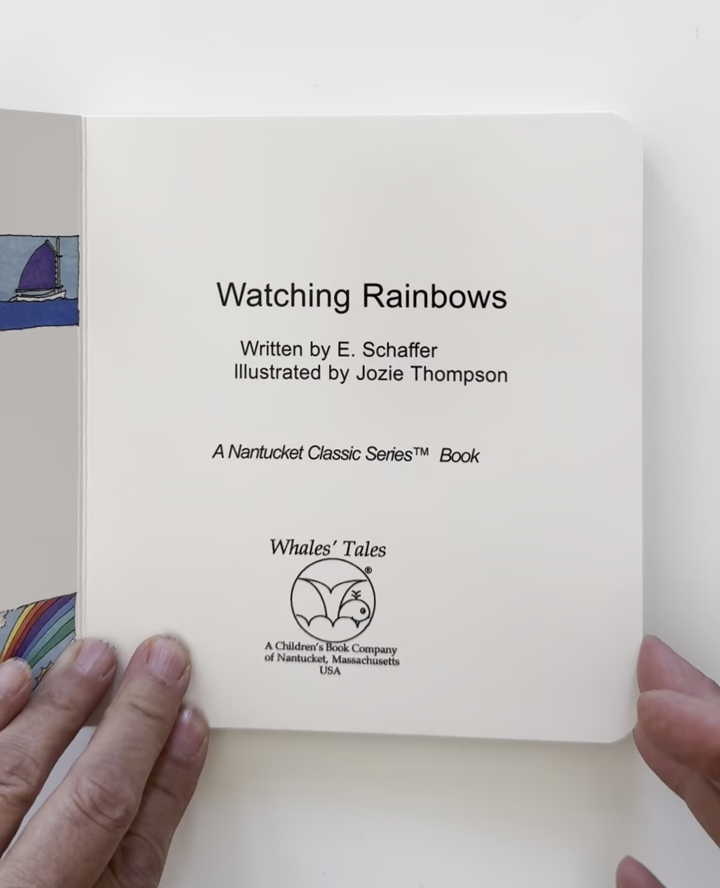 Watching Rainbows
Written by E. Schaffer
Illustrated by Jozie Thompson
A Nantucket Classic Series™ Book
Whales' Tales
®
A Children's Book Company
of Nantucket, Massachusetts
USA